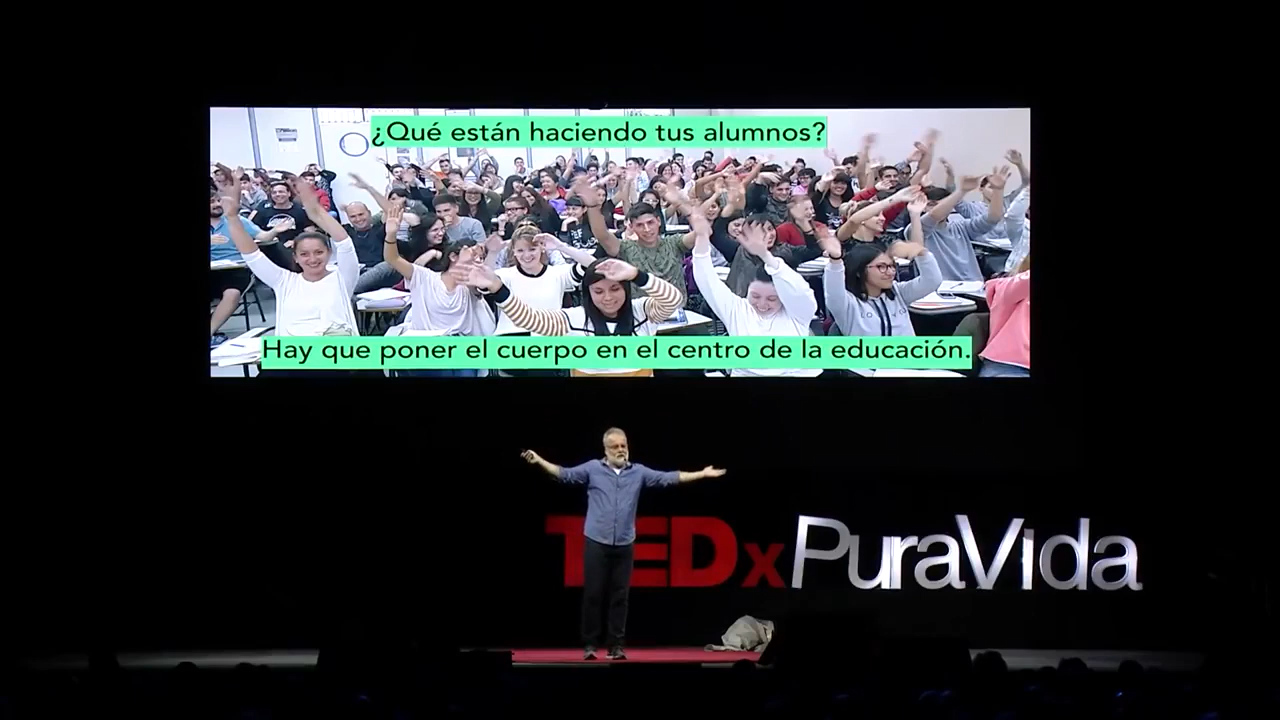 ¿Qué están haciendo tus alumnos?
Hay que poner el cuerpo en el centro de la educación.
TEDxPuraVida